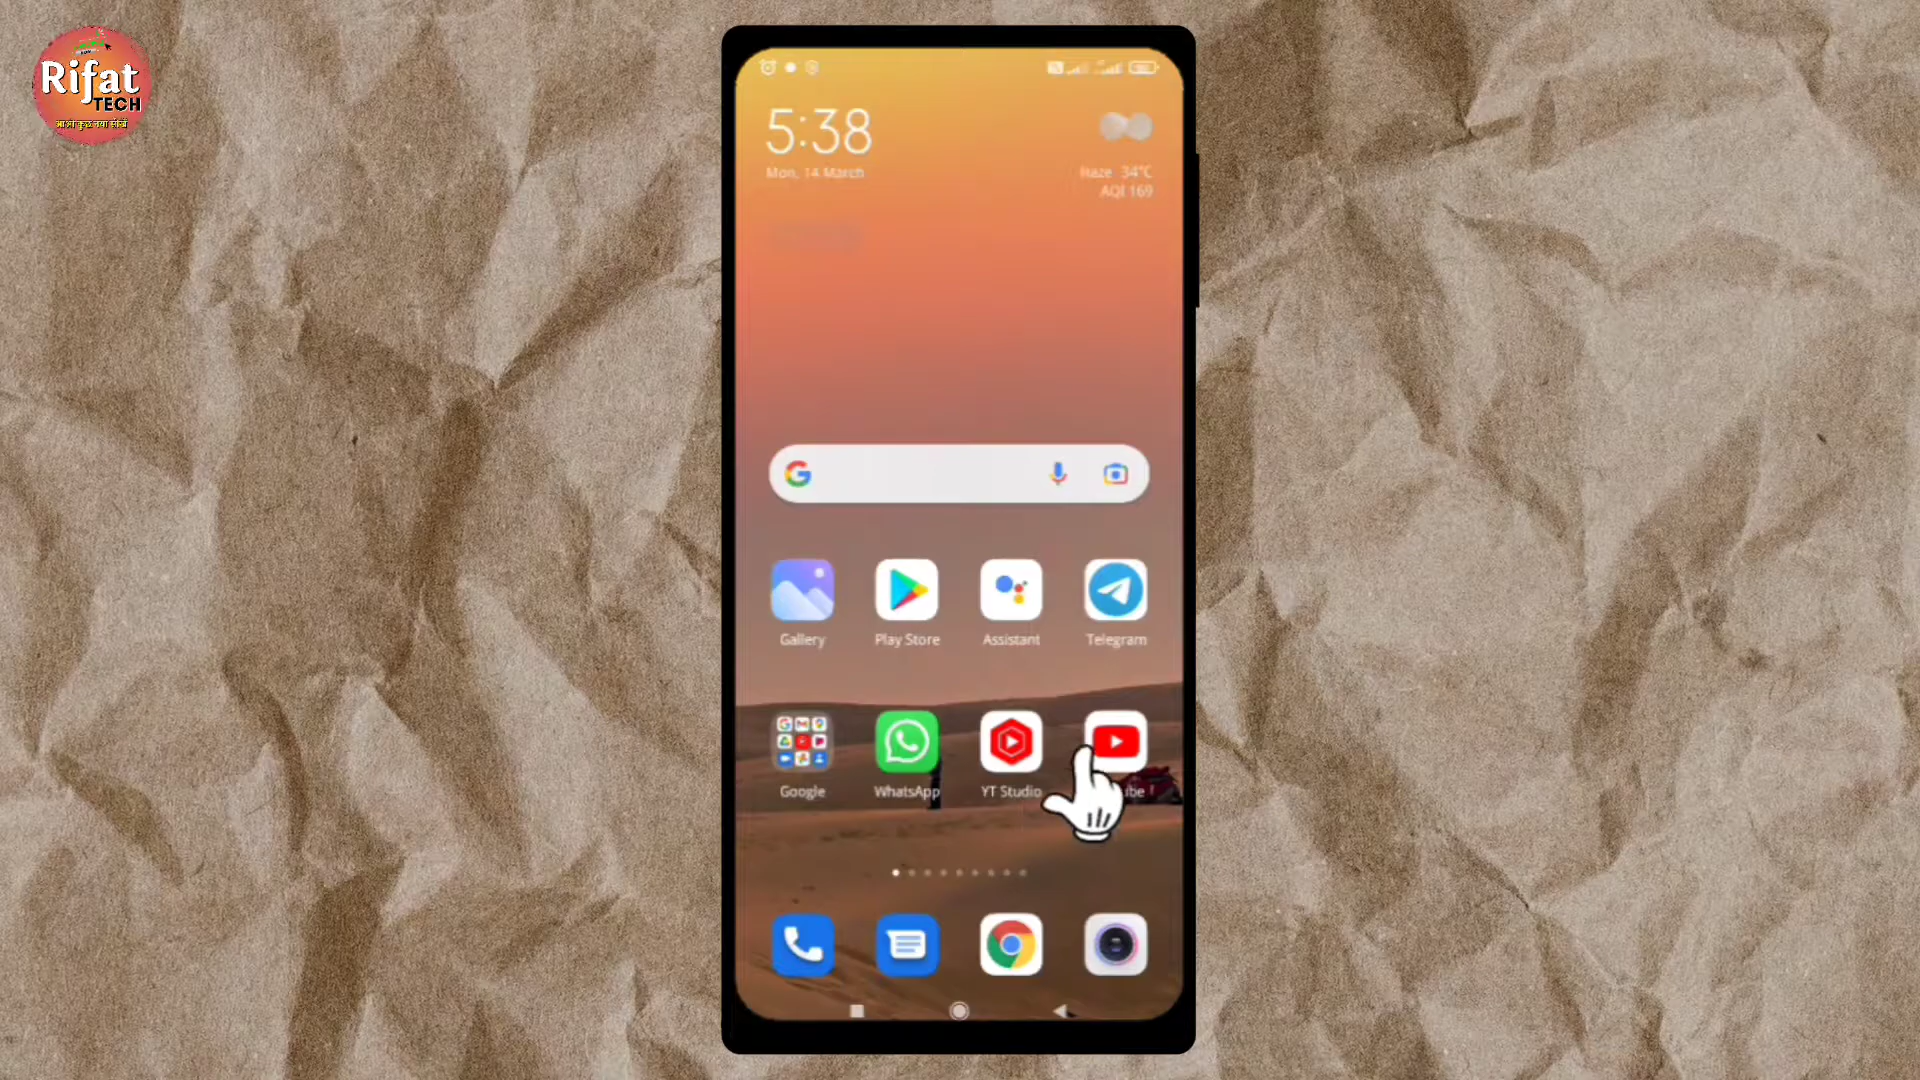 Rifat
TECH
5:38
Mon, 14 March
Haze 34°C
AQI 169
Gallery
Play Store
Assistant
Telegram
Google
WhatsApp
YT Studio